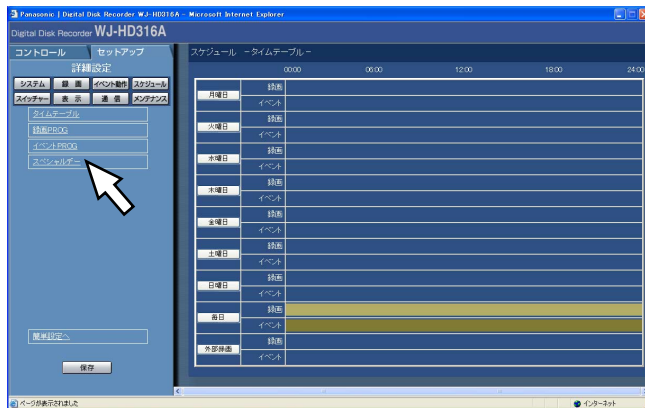 Panasonic | Digital Disk Recorder WJ-HD316A - Microsoft Internet Explorer
Digital Disk Recorder WJ-HD316A
コントロール セットアップ
スケジュール －タイムテーブル－
詳細設定
システム 録 画 イベント動作 スケジュール
スイッチャー 表 示 通 信 メンテナンス
タイムテーブル
録画PROG
イベントPROG
スペシャルデー
簡単設定へ
保存
00:00 06:00 12:00 18:00 24:00
月曜日 録画
イベント
火曜日 録画
イベント
水曜日 録画
イベント
木曜日 録画
イベント
金曜日 録画
イベント
土曜日 録画
イベント
日曜日 録画
イベント
毎日 録画
イベント
外部録画 録画
イベント
ページが表示されました
インターネット